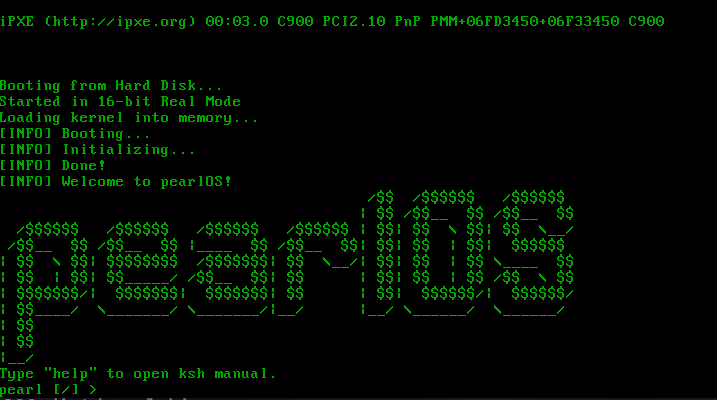 iPXE (http://ipxe.org) 00:03.0 C900 PCI2.10 PnP PMM+06FD3450+06F33450 C900
Booting from Hard Disk...
Started in 16-bit Real Mode
Loading kernel into memory...
[INFO] Booting...
[INFO] Initializing...
[INFO] Done!
[INFO] Welcome to pearlOS!
pearlOS
Type "help" to open ksh manual.
pearl [/] >